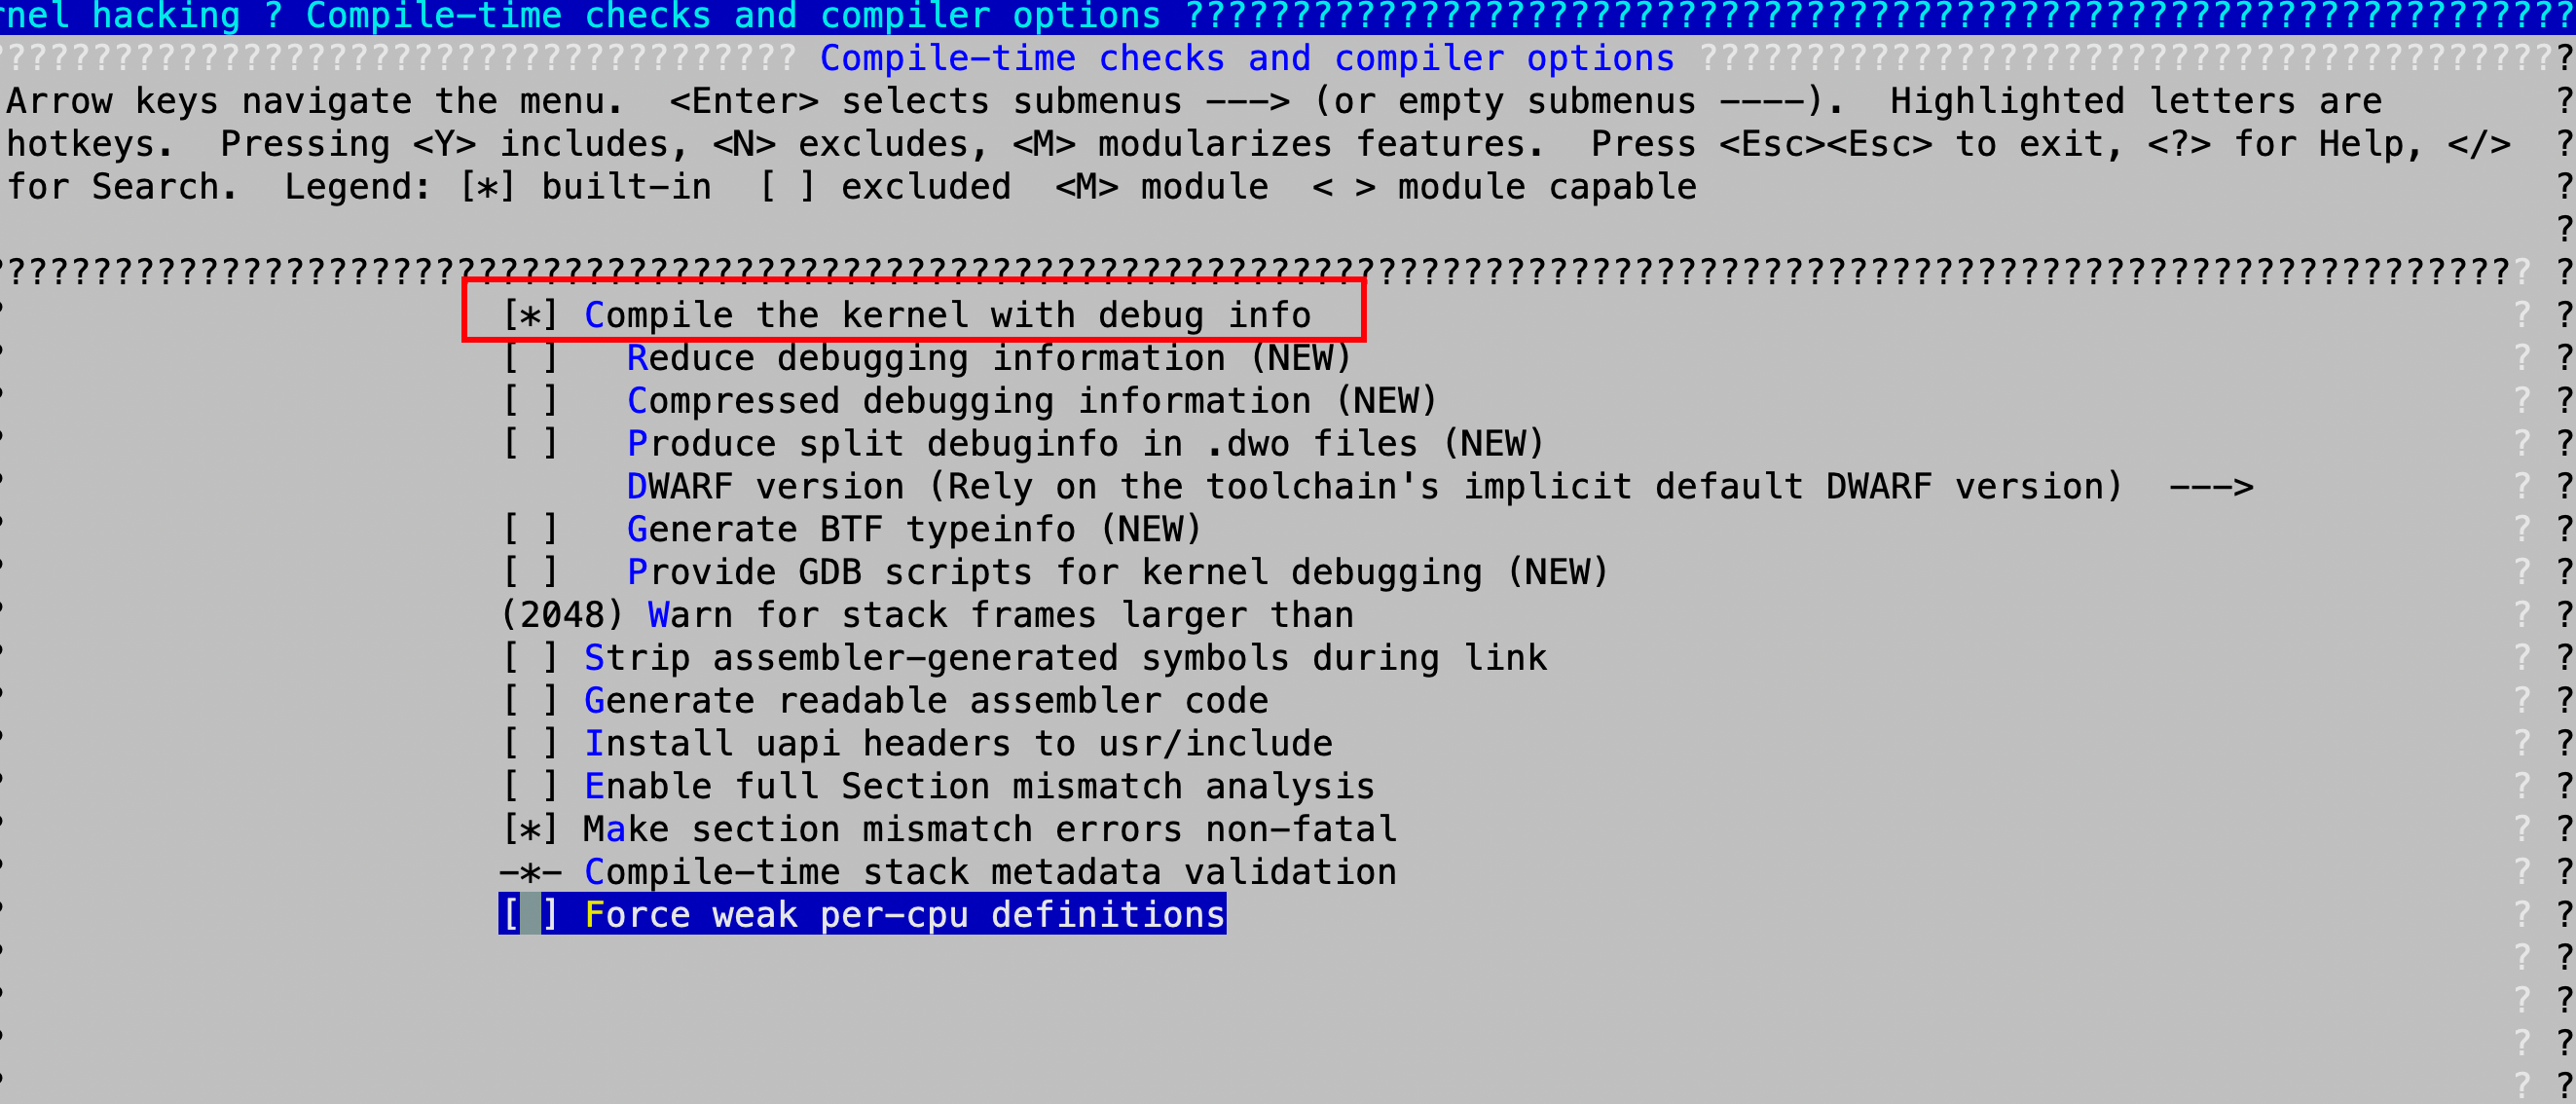 rnel hacking ? Compile-time checks and compiler options ?????????????????????????????????????????????????????????????????
????????????????????????????????????? Compile-time checks and compiler options ?????????????????????????????????????????
Arrow keys navigate the menu.  <Enter> selects submenus ---> (or empty submenus ----).  Highlighted letters are ?
hotkeys.  Pressing <Y> includes, <N> excludes, <M> modularizes features.  Press <Esc><Esc> to exit, <?> for Help, </> ?
for Search.  Legend: [*] built-in  [ ] excluded  <M> module  < > module capable ?
?
??????????????????????????????????????????????????????????????????????????????????????????????????????????????????????? ?
[*] Compile the kernel with debug info ? ?
[ ]   Reduce debugging information (NEW) ? ?
[ ]   Compressed debugging information (NEW) ? ?
[ ]   Produce split debuginfo in .dwo files (NEW) ? ?
DWARF version (Rely on the toolchain's implicit default DWARF version)  ---> ? ?
[ ]   Generate BTF typeinfo (NEW) ? ?
[ ]   Provide GDB scripts for kernel debugging (NEW) ? ?
(2048) Warn for stack frames larger than ? ?
[ ] Strip assembler-generated symbols during link ? ?
[ ] Generate readable assembler code ? ?
[ ] Install uapi headers to usr/include ? ?
[ ] Enable full Section mismatch analysis ? ?
[*] Make section mismatch errors non-fatal ? ?
-*- Compile-time stack metadata validation ? ?
[ ] Force weak per-cpu definitions ? ?
? ?
? ?
? ?
? ?